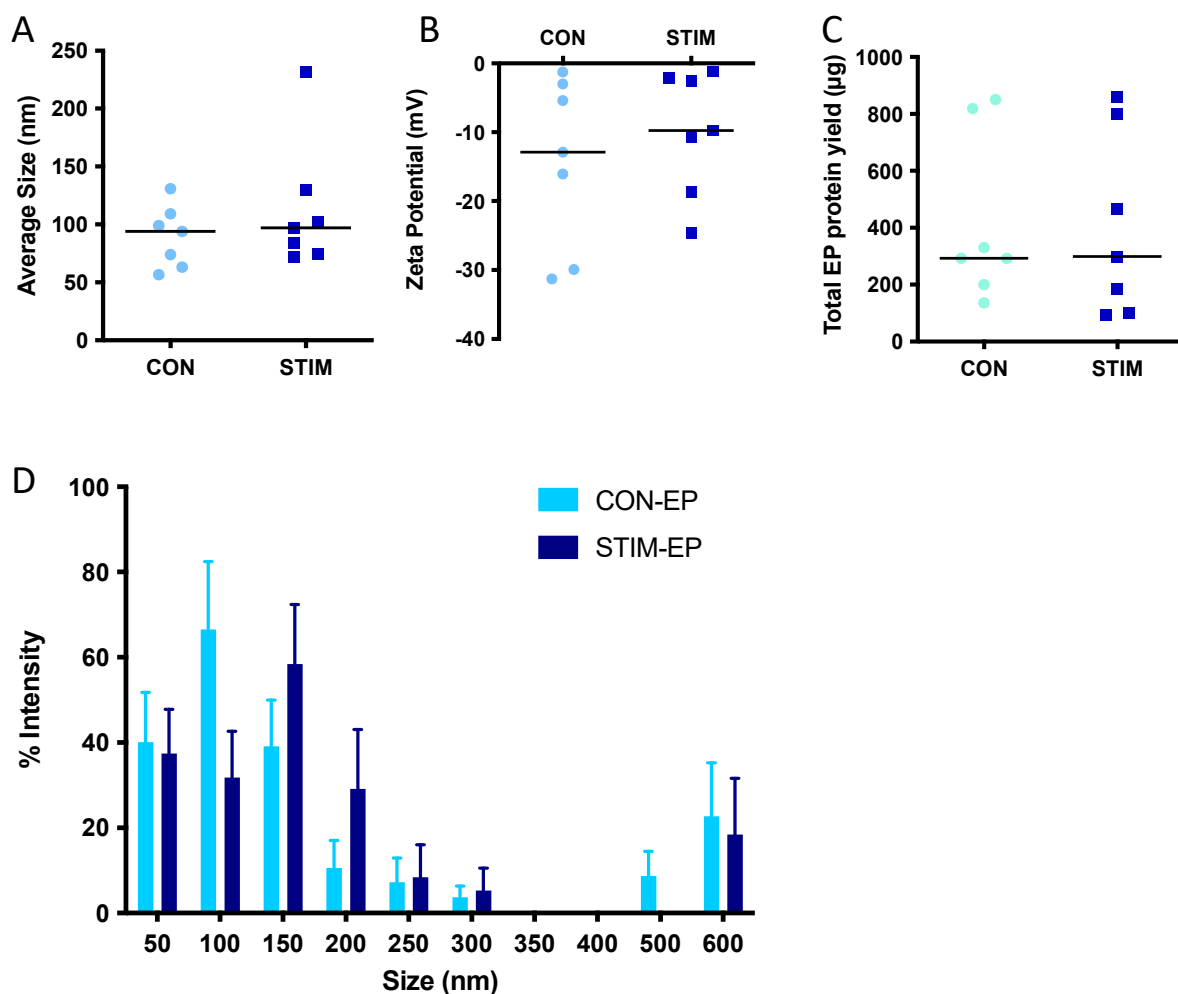 A
250
200
150
100
50
0
Average Size (nm)
CON STIM
B
CON STIM
0
-10
-20
-30
-40
Zeta Potential (mV)
C
1000
800
600
400
200
0
Total EP protein yield (µg)
CON STIM
D
100
80
60
40
20
0
% Intensity
CON-EP
STIM-EP
50 100 150 200 250 300 350 400 500 600
Size (nm)